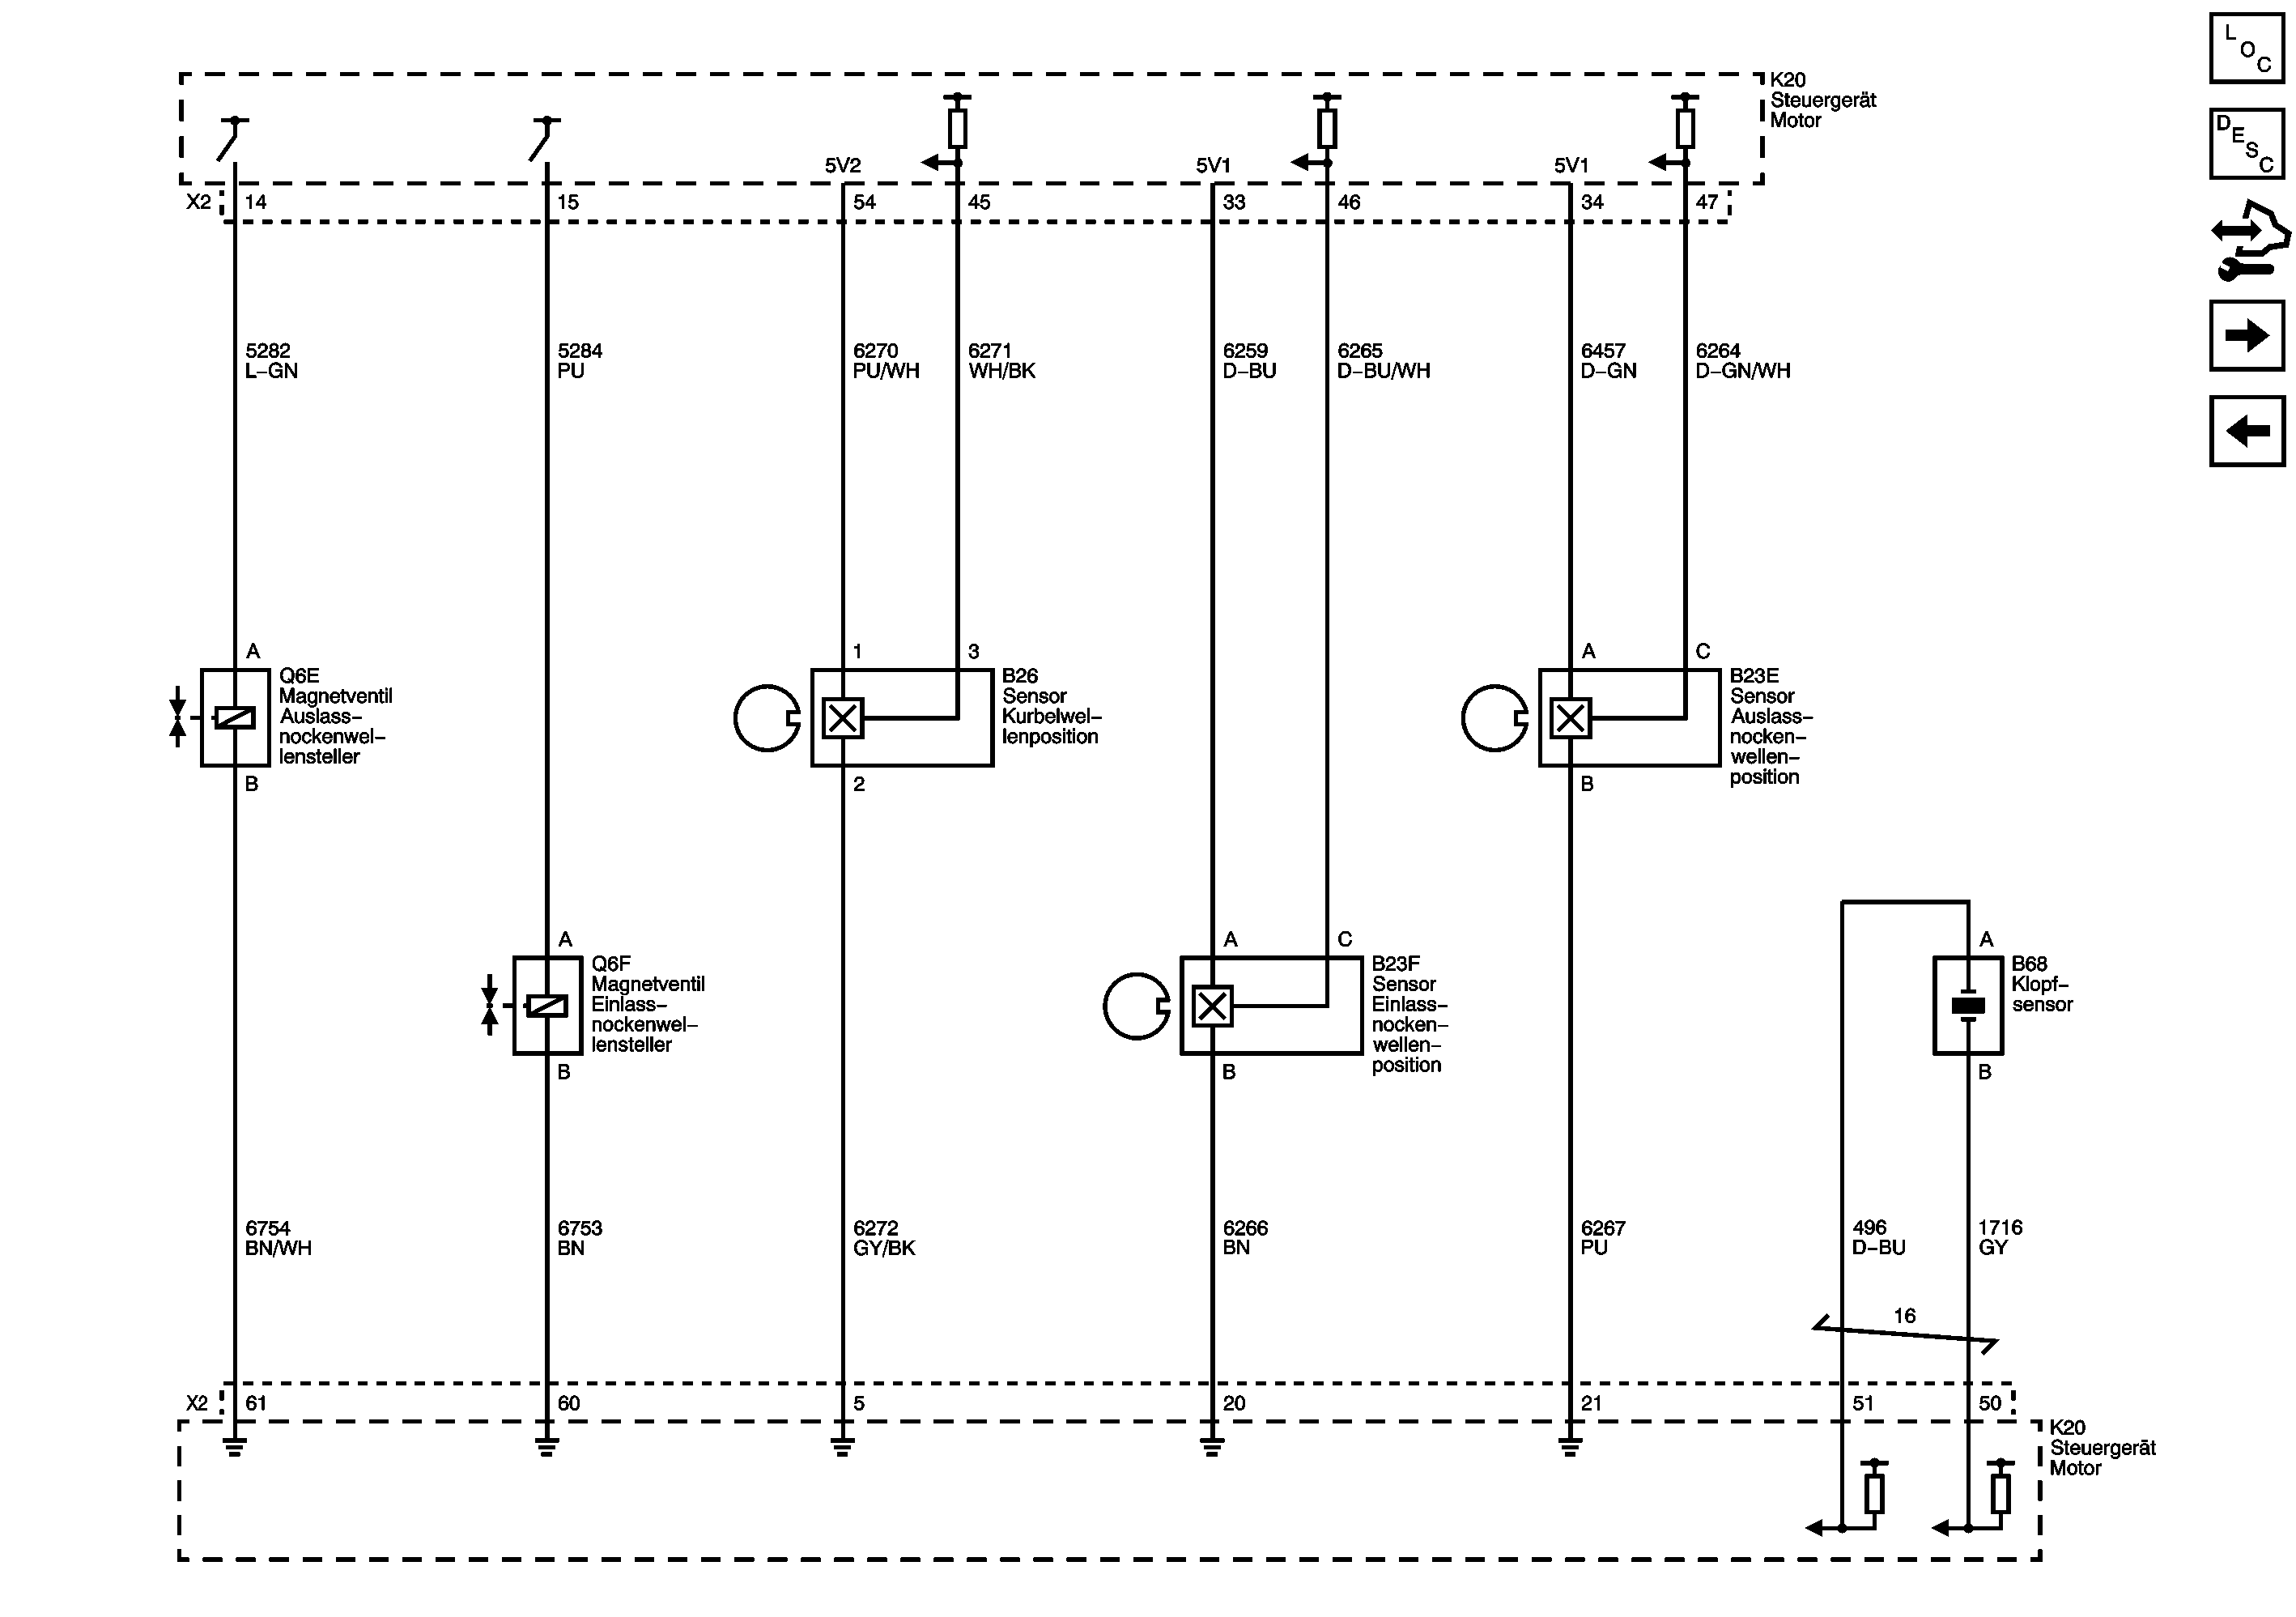 L
O
C
D
E
S
C
K20
Steuergerät
Motor
5V2
5V1
5V1
X2
14
15
54
45
33
46
34
47
5282
L–GN
5284
PU
6270
PU/WH
6271
WH/BK
6259
D–BU
6265
D–BU/WH
6457
D–GN
6264
D–GN/WH
A
Q6E
Magnetventil
Auslass–
nockenwel–
lensteller
B
1
3
B26
Sensor
Kurbelwel–
lenposition
2
A
C
B23E
Sensor
Auslass–
nocken–
wellen–
position
B
A
Q6F
Magnetventil
Einlass–
nockenwel–
lensteller
B
A
C
B23F
Sensor
Einlass–
nocken–
wellen–
position
B
A
B68
Klopf–
sensor
B
6754
BN/WH
6753
BN
6272
GY/BK
6266
BN
6267
PU
496
D–BU
1716
GY
16
X2
61
60
5
20
21
51
50
K20
Steuergerät
Motor